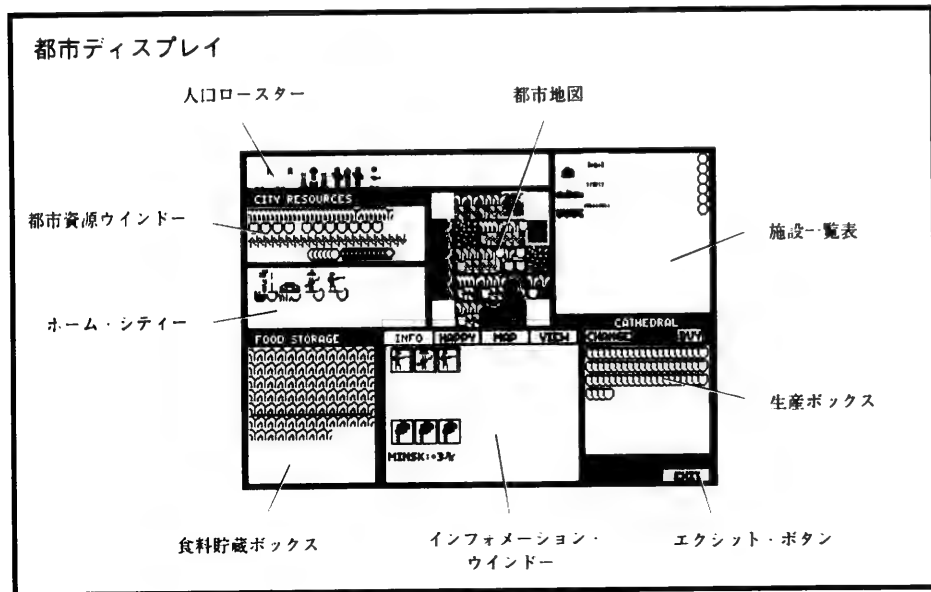 都市ディスプレイ
人口ロースター
都市地図
CITY RESOURCES
都市資源ウインドー
施設一覧表
ホーム・シティー
CATHEDRAL
FOOD STORAGE
INFO HAPPY MAP VIEW
CHANGE BUY
生産ボックス
MINSK:
EXIT
食料貯蔵ボックス
インフォメーション・
ウインドー
エクシット・ボタン